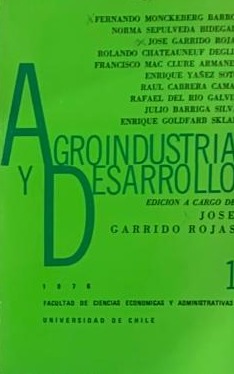 FERNANDO MONCKEBERG BARRO
NORMA SEPULVEDA BIDEGAI
JOSE GARRIDO ROJA
ROLANDO CHATEAUNEUF DEGLI
FRANCISCO MAC CLURE ARMANE
ENRIQUE YAÑEZ SOT
RAUL CABRERA CAMA
RAFAEL DEL RIO GALVE
JULIO BARRIGA SILV
ENRIQUE GOLDFARB SKLA
AGROINDUSTRIA
Y DESARROLLO
EDICION A CARGO DE
JOSE
GARRIDO ROJAS
1
1976
FACULTAD DE CIENCIAS ECONOMICAS Y ADMINISTRATIVAS
UNIVERSIDAD DE CHILE